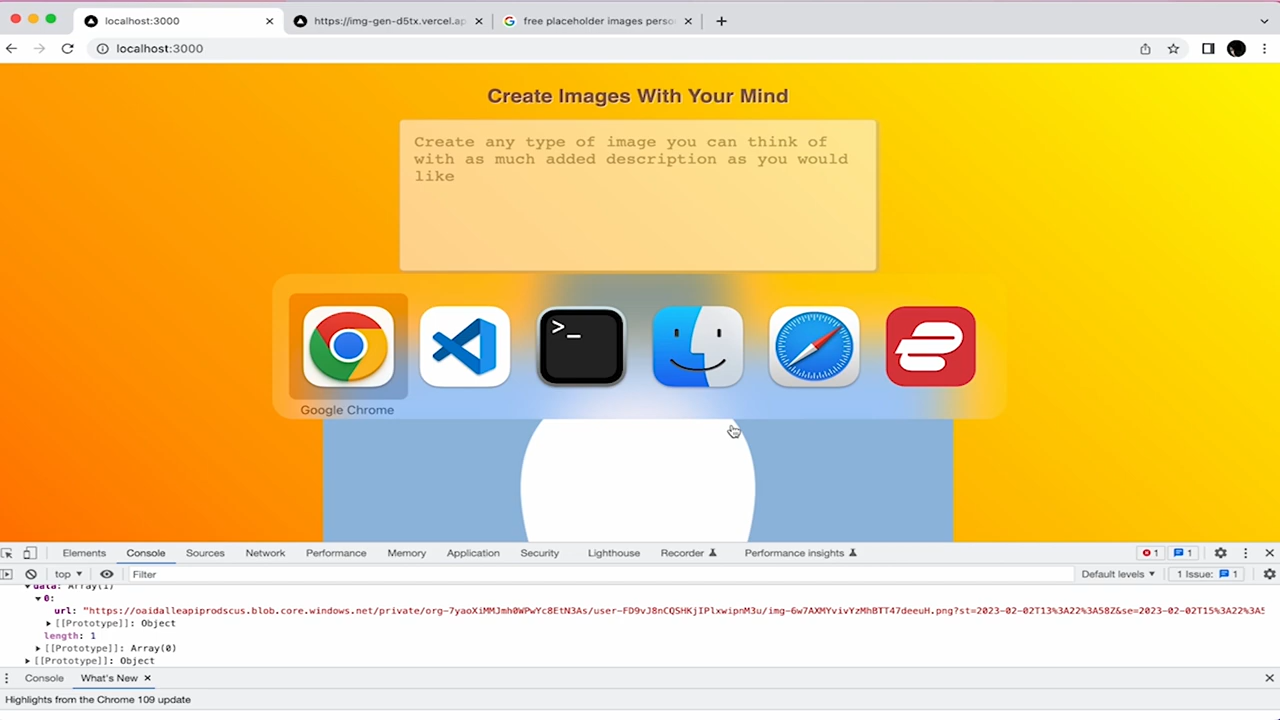 localhost:3000
https://img-gen-d5tx.vercel.ap
free placeholder images perso
localhost:3000
Create Images With Your Mind
Create any type of image you can think of
with as much added description as you would
like
>_
Google Chrome
Elements Console Sources Network Performance Memory Application Security Lighthouse Recorder Performance insights 1 1
top Filter Default levels 1 Issue: 1
data: Array(1)
0:
url: "https://oaidalleapiprodscus.blob.core.windows.net/private/org-7yaoXiMMJmh0WPwYc8EtN3As/user-FD9vJ8nCQSHKjIPlxwipnM3u/img-6w7AXMYvivYzMhBTT47deeuH.png?st=2023-02-02T13%3A22%3A58Z&se=2023-02-02T15%3A22%3A5
[[Prototype]]: Object
length: 1
[[Prototype]]: Array(0)
[[Prototype]]: Object
Console What's New
Highlights from the Chrome 109 update